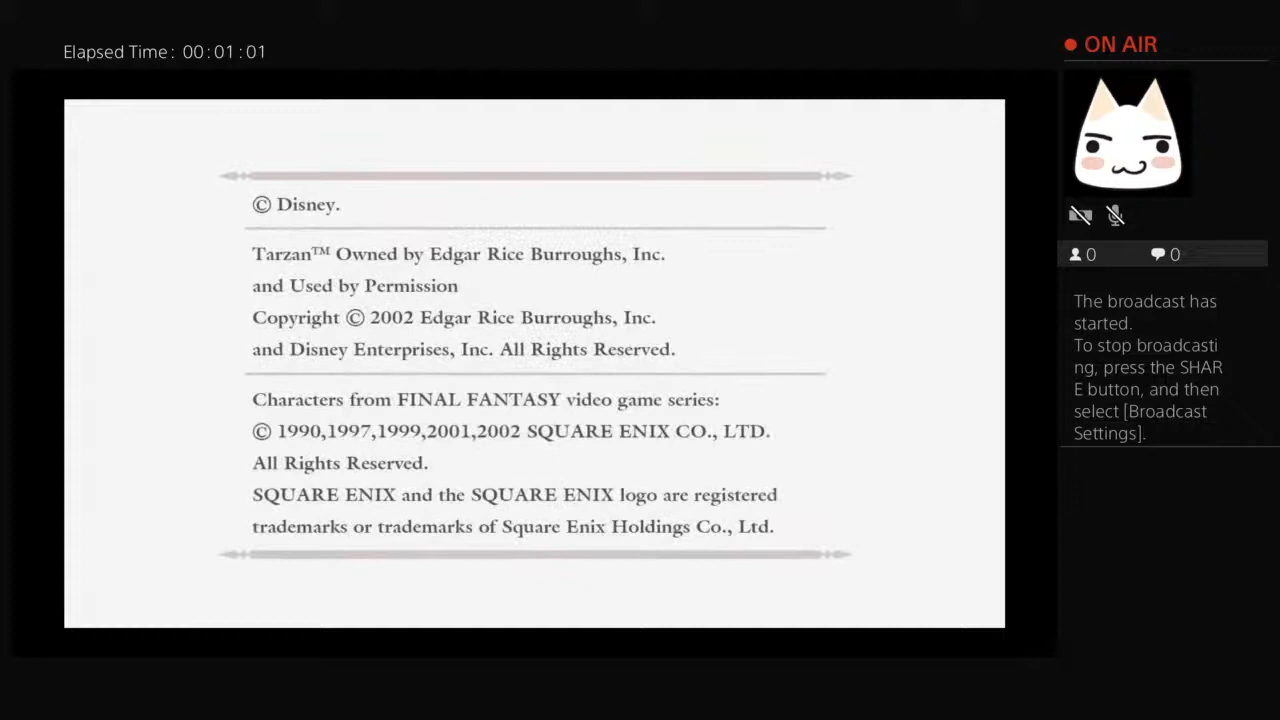 Elapsed Time: 00:01:01
ON AIR
© Disney.
Tarzan™ Owned by Edgar Rice Burroughs, Inc.
and Used by Permission
Copyright © 2002 Edgar Rice Burroughs, Inc.
and Disney Enterprises, Inc. All Rights Reserved.
Characters from FINAL FANTASY video game series:
© 1990,1997,1999,2001,2002 SQUARE ENIX CO., LTD.
All Rights Reserved.
SQUARE ENIX and the SQUARE ENIX logo are registered
trademarks or trademarks of Square Enix Holdings Co., Ltd.
0 0
The broadcast has
started.
To stop broadcasti
ng, press the SHAR
E button, and then
select [Broadcast
Settings].